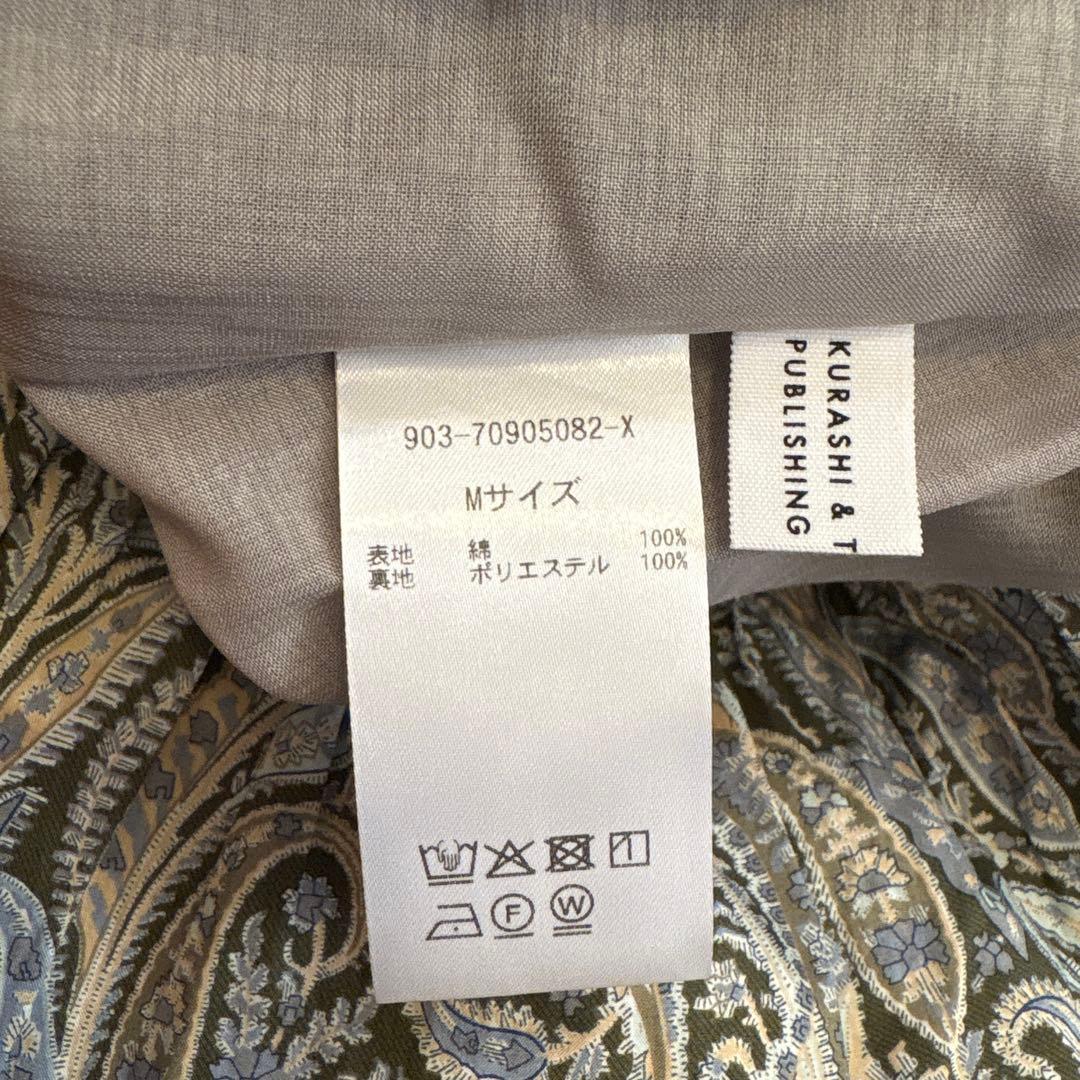 903-70905082-X
Mサイズ
表地 綿 100%
裏地 ポリエステル 100%
F W
KURASHI & T
PUBLISHING